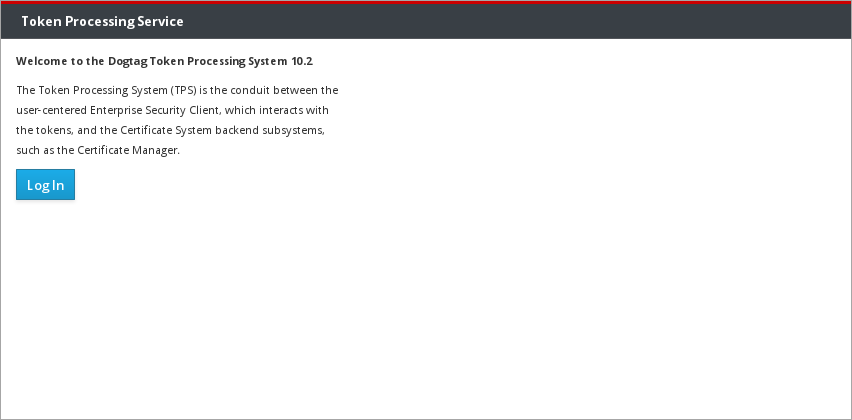 Token Processing Service
Welcome to the Dogtag Token Processing System 10.2
The Token Processing System (TPS) is the conduit between the
user-centered Enterprise Security Client, which interacts with
the tokens, and the Certificate System backend subsystems,
such as the Certificate Manager.
Log In